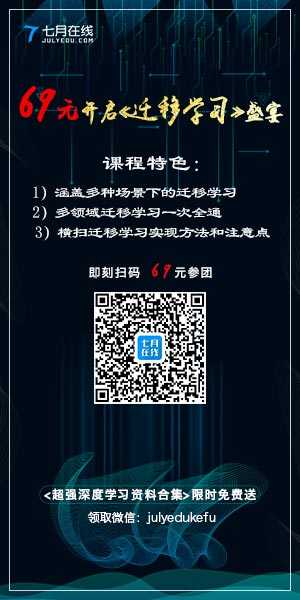 七月在线
JULYEDU.COM
69元开启《迁移学习》盛宴
课程特色：
1）涵盖多种场景下的迁移学习
2）多领域迁移学习一次全通
3）横扫迁移学习实现方法和注意点
即刻扫码 69元参团
七月
在线
<超强深度学习资料合集>限时免费送
领取微信：julyedukefu